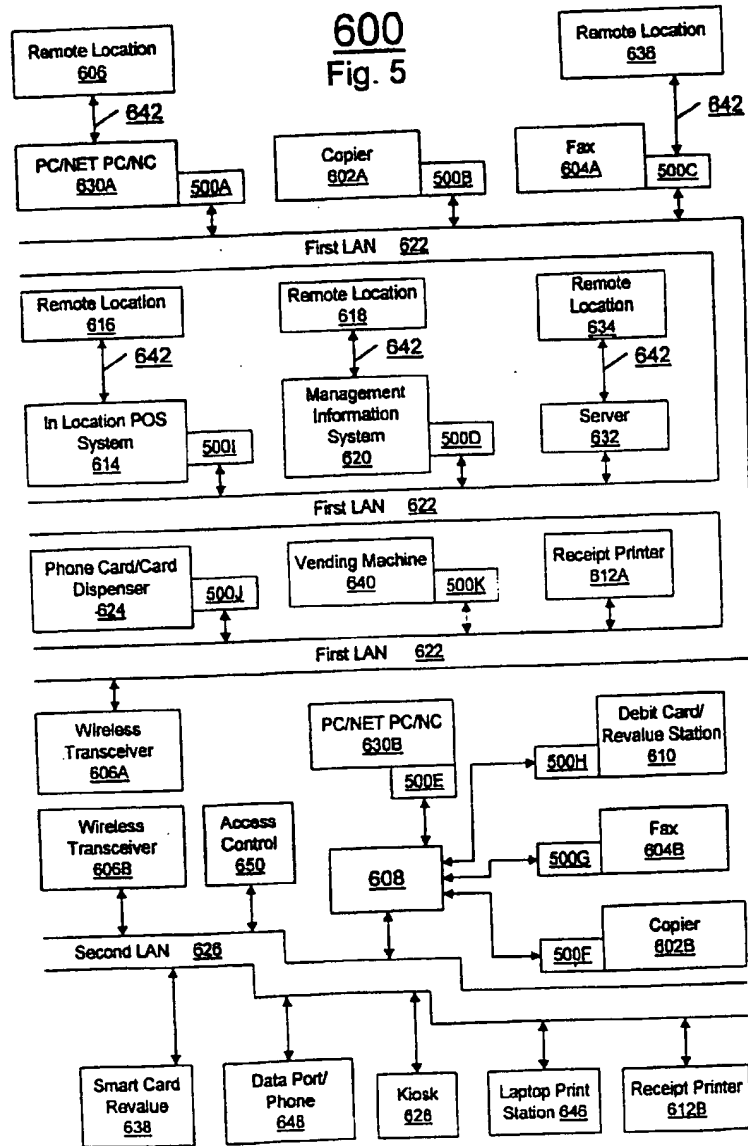 600
Fig. 5
Remote Location
606
Remote Location
636
642
642
PC/NET PC/NC
630A
500A
Copier
602A
500B
Fax
604A
500C
First LAN 622
Remote Location
616
Remote Location
618
Remote
Location
634
642
642
642
In Location POS
System
614
500I
Management
Information
System
620
500D
Server
632
First LAN 622
Phone Card/Card
Dispenser
624
500J
Vending Machine
640
500K
Receipt Printer
612A
First LAN 622
Wireless
Transceiver
606A
PC/NET PC/NC
630B
500E
Debit Card/
Revalue Station
610
500H
Wireless
Transceiver
606B
Access
Control
650
608
Fax
604B
500G
Copier
602B
500F
Second LAN 626
Smart Card
Revalue
638
Data Port/
Phone
648
Kiosk
628
Laptop Print
Station 646
Receipt Printer
612B